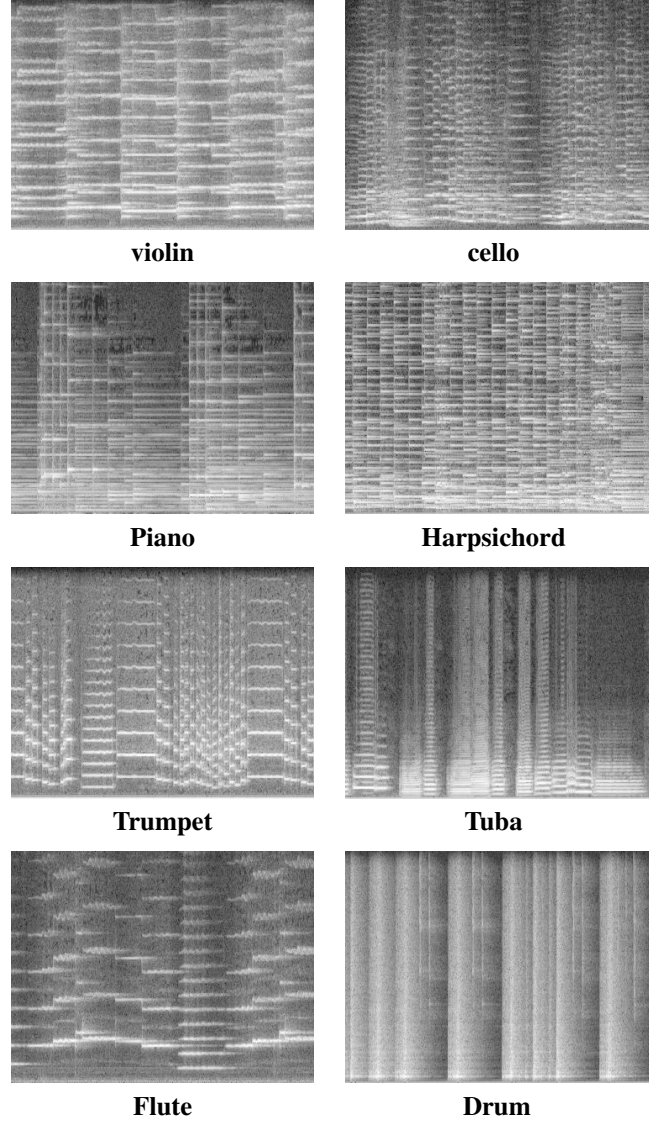 violin
cello
Piano
Harpsichord
Trumpet
Tuba
Flute
Drum